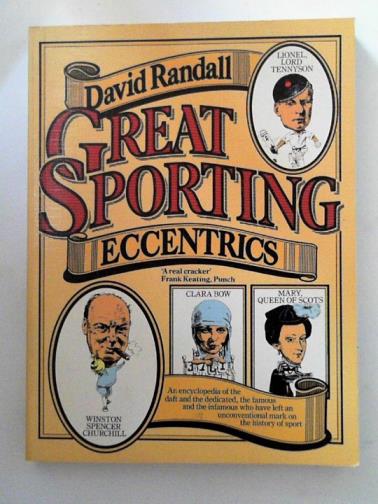 David Randall
GREAT
SPORTING
ECCENTRICS
LIONEL,
LORD
TENNYSON
'A real cracker'
Frank Keating, Punch
CLARA BOW
MARY,
QUEEN OF SCOTS
WINSTON
SPENCER
CHURCHILL
An encyclopedia of the
daft and the dedicated, the famous
and the infamous who have left an
unconventional mark on
the history of sport